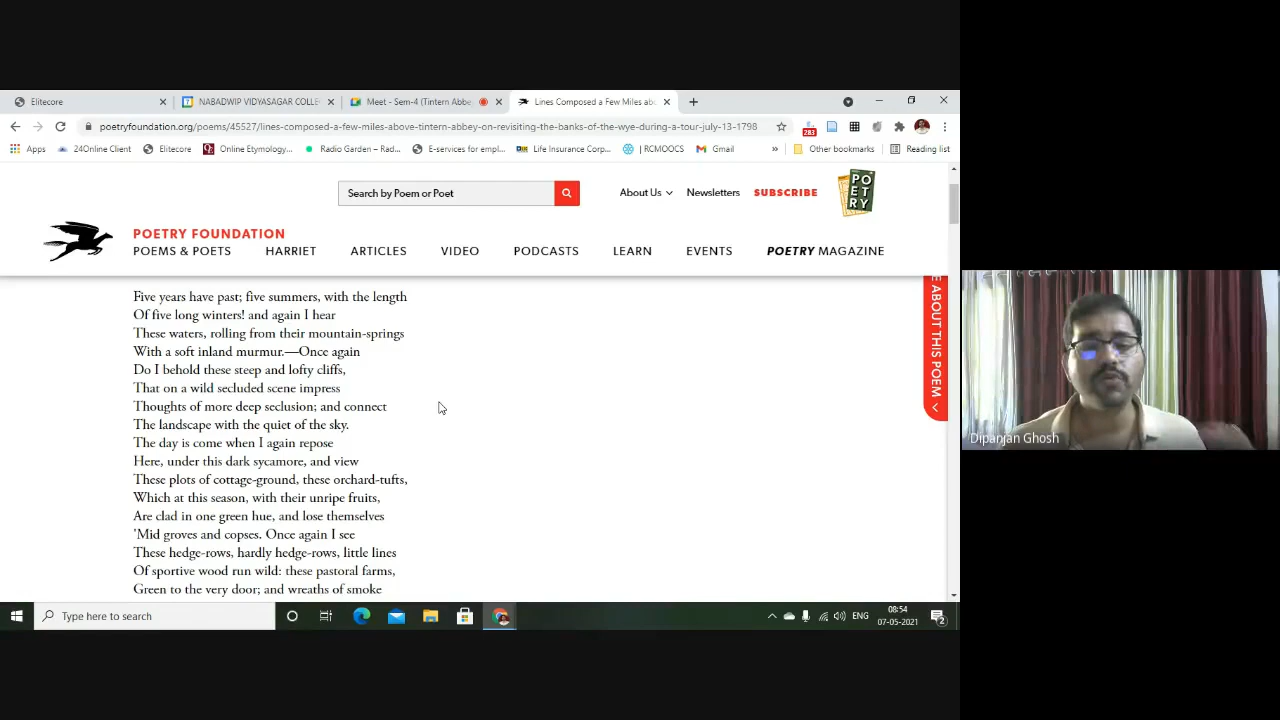 Elitecore
NABADWIP VIDYASAGAR COLLE
Meet - Sem-4 (Tintern Abbe
Lines Composed a Few Miles abo
poetryfoundation.org/poems/45527/lines-composed-a-few-miles-above-tintern-abbey-on-revisiting-the-banks-of-the-wye-during-a-tour-july-13-1798
283
Apps
24Online Client
Elitecore
Online Etymology...
Radio Garden – Rad...
E-services for empl...
Life Insurance Corp...
| RCMOOCS
Gmail
»
Other bookmarks
Reading list
Search by Poem or Poet
About Us
Newsletters
SUBSCRIBE
PO
ET
RY
POETRY FOUNDATION
POEMS & POETS
HARRIET
ARTICLES
VIDEO
PODCASTS
LEARN
EVENTS
POETRY MAGAZINE
Five years have past; five summers, with the length
Of five long winters! and again I hear
These waters, rolling from their mountain-springs
With a soft inland murmur.—Once again
Do I behold these steep and lofty cliffs,
That on a wild secluded scene impress
Thoughts of more deep seclusion; and connect
The landscape with the quiet of the sky.
The day is come when I again repose
Here, under this dark sycamore, and view
These plots of cottage-ground, these orchard-tufts,
Which at this season, with their unripe fruits,
Are clad in one green hue, and lose themselves
'Mid groves and copses. Once again I see
These hedge-rows, hardly hedge-rows, little lines
Of sportive wood run wild: these pastoral farms,
Green to the very door; and wreaths of smoke
E ABOUT THIS POEM
Dipanjan Ghosh
Type here to search
ENG
08:54
07-05-2021
2